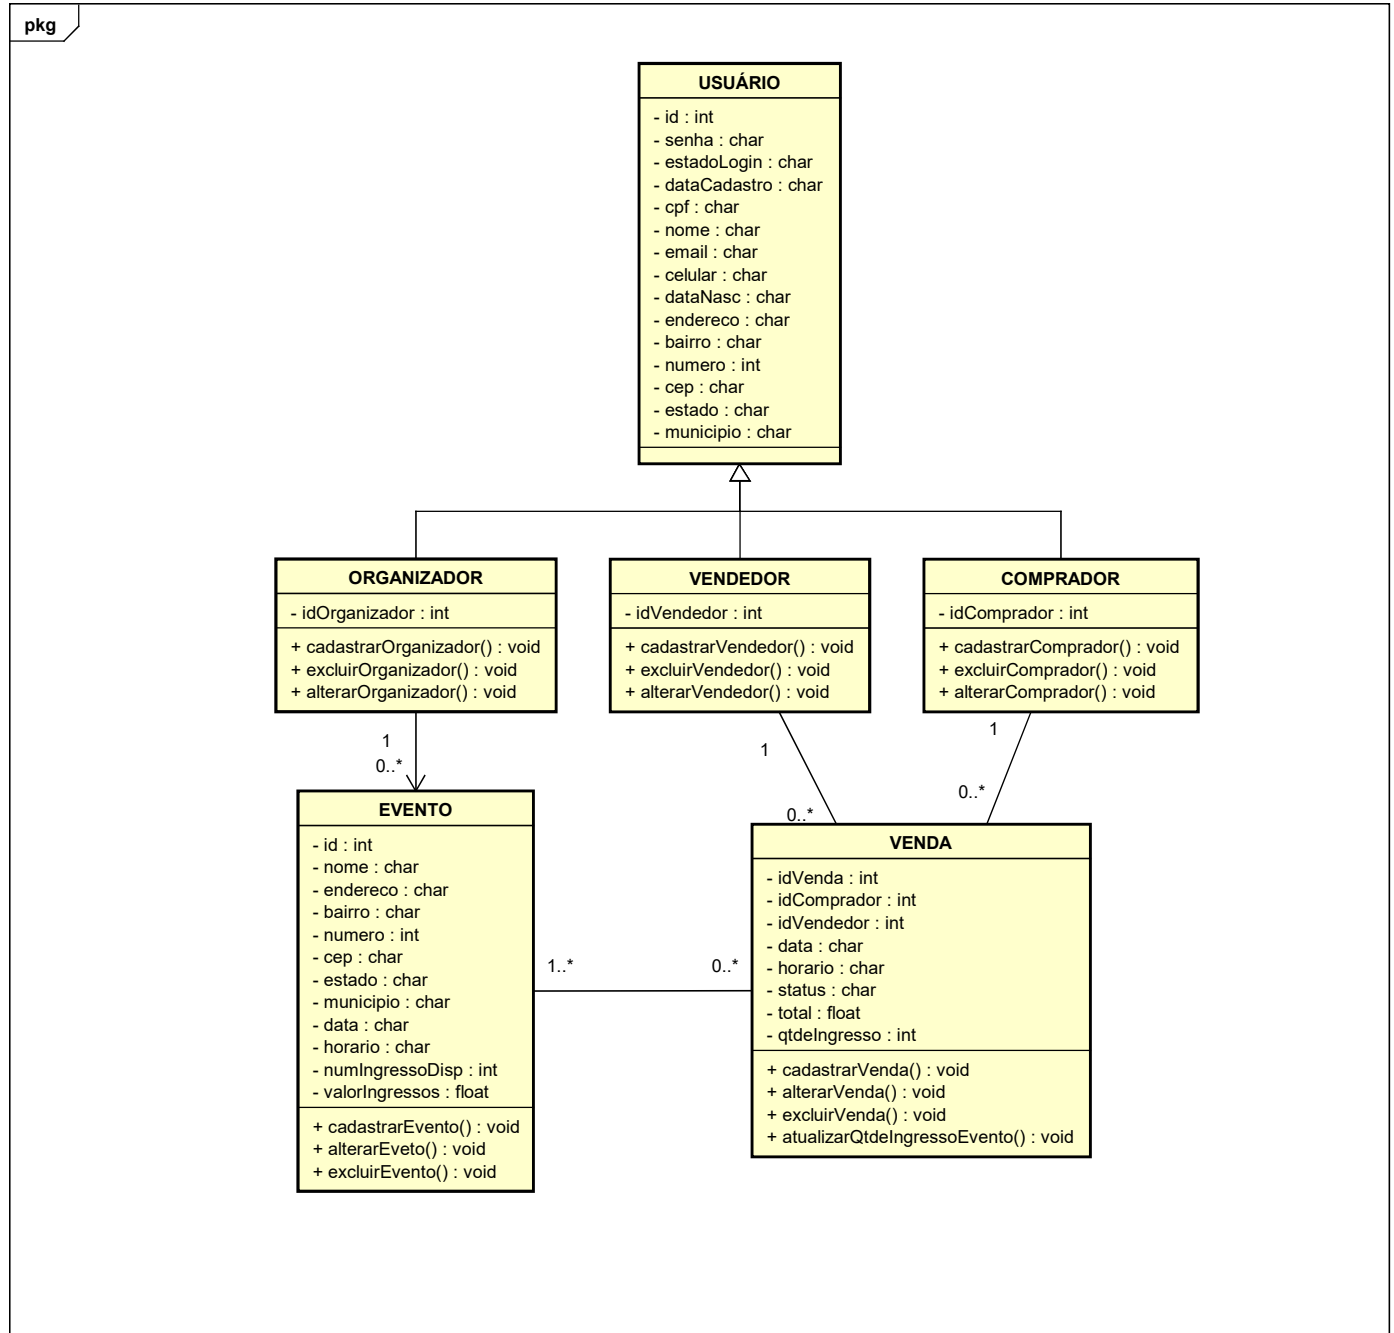 pkg
USUÁRIO
- id : int
- senha : char
- estadoLogin : char
- dataCadastro : char
- cpf : char
- nome : char
- email : char
- celular : char
- dataNasc : char
- endereco : char
- bairro : char
- numero : int
- cep : char
- estado : char
- municipio : char
ORGANIZADOR
- idOrganizador : int
+ cadastrarOrganizador() : void
+ excluirOrganizador() : void
+ alterarOrganizador() : void
VENDEDOR
- idVendedor : int
+ cadastrarVendedor() : void
+ excluirVendedor() : void
+ alterarVendedor() : void
COMPRADOR
- idComprador : int
+ cadastrarComprador() : void
+ excluirComprador() : void
+ alterarComprador() : void
1
0..*
1
0..*
1
0..*
EVENTO
- id : int
- nome : char
- endereco : char
- bairro : char
- numero : int
- cep : char
- estado : char
- municipio : char
- data : char
- horario : char
- numIngressoDisp : int
- valorIngressos : float
+ cadastrarEvento() : void
+ alterarEveto() : void
+ excluirEvento() : void
1..*
0..*
VENDA
- idVenda : int
- idComprador : int
- idVendedor : int
- data : char
- horario : char
- status : char
- total : float
- qtdeIngresso : int
+ cadastrarVenda() : void
+ alterarVenda() : void
+ excluirVenda() : void
+ atualizarQtdeIngressoEvento() : void